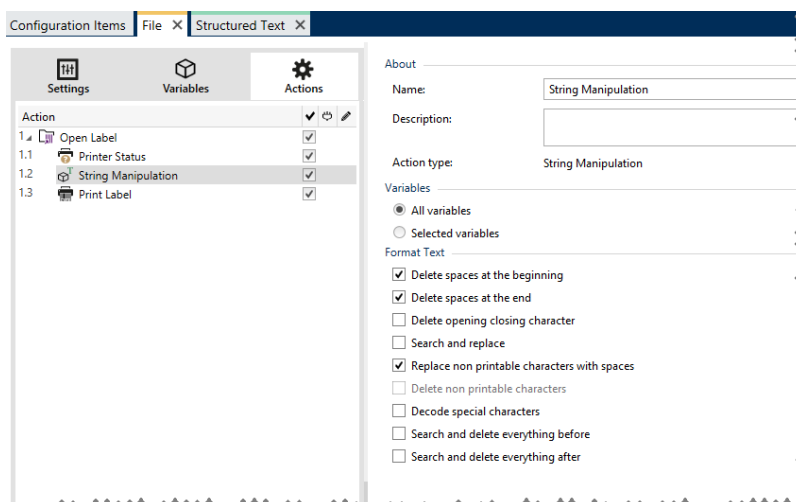 Configuration Items File Structured Text
Settings Variables Actions
Action
1 Open Label
1.1 Printer Status
1.2 String Manipulation
1.3 Print Label
About
Name: String Manipulation
Description:
Action type: String Manipulation
Variables
All variables
Selected variables
Format Text
Delete spaces at the beginning
Delete spaces at the end
Delete opening closing character
Search and replace
Replace non printable characters with spaces
Delete non printable characters
Decode special characters
Search and delete everything before
Search and delete everything after